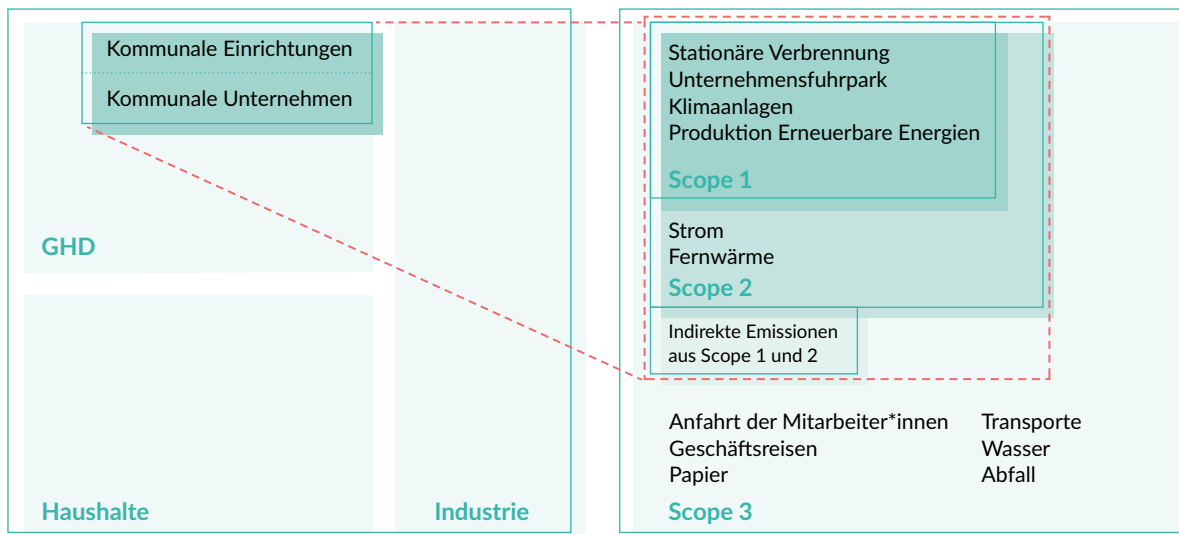 Kommunale Einrichtungen
Kommunale Unternehmen
GHD
Haushalte
Industrie
Stationäre Verbrennung
Unternehmensfuhrpark
Klimaanlagen
Produktion Erneuerbare Energien
Scope 1
Strom
Fernwärme
Scope 2
Indirekte Emissionen
aus Scope 1 und 2
Anfahrt der Mitarbeiter*innen
Geschäftsreisen
Papier
Transporte
Wasser
Abfall
Scope 3